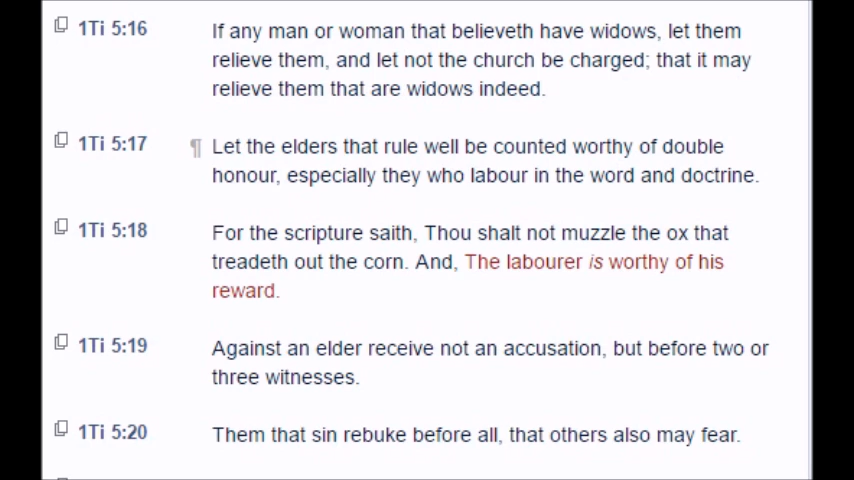 1Ti 5:16 If any man or woman that believeth have widows, let them
relieve them, and let not the church be charged; that it may
relieve them that are widows indeed.
1Ti 5:17 ¶ Let the elders that rule well be counted worthy of double
honour, especially they who labour in the word and doctrine.
1Ti 5:18 For the scripture saith, Thou shalt not muzzle the ox that
treadeth out the corn. And, The labourer is worthy of his
reward.
1Ti 5:19 Against an elder receive not an accusation, but before two or
three witnesses.
1Ti 5:20 Them that sin rebuke before all, that others also may fear.